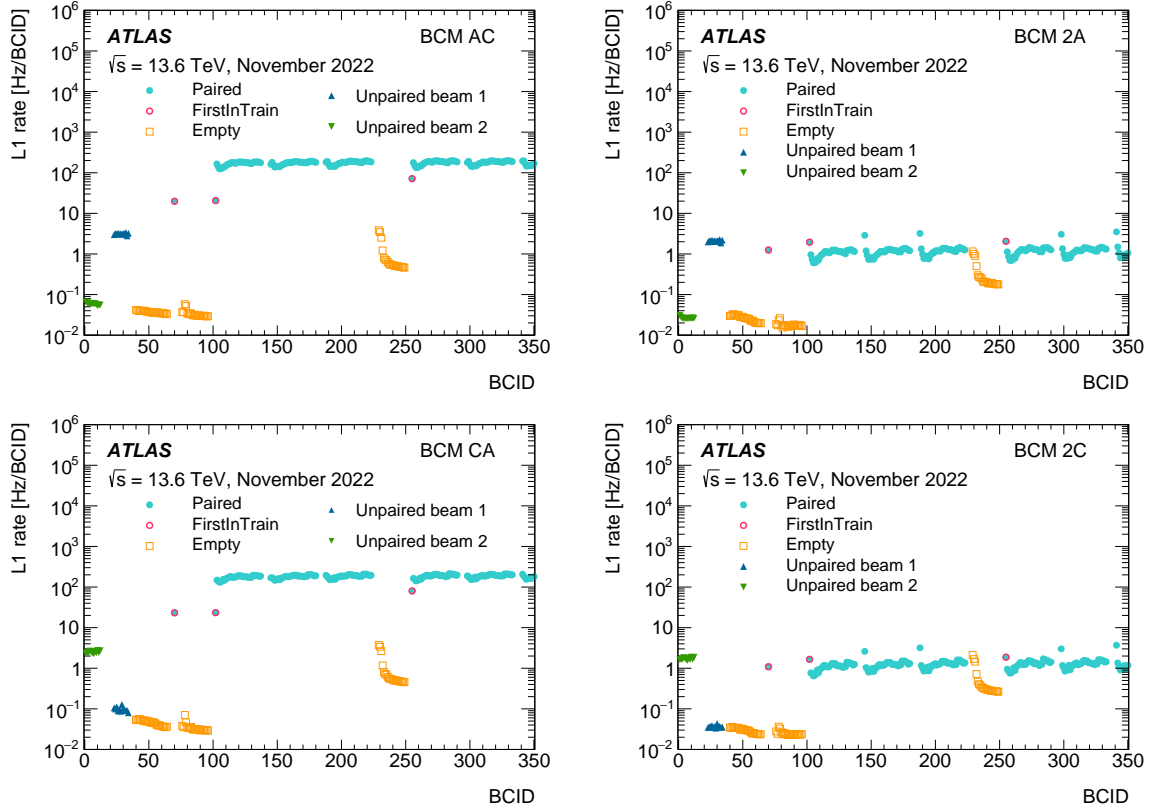 ATLAS BCM AC
√s = 13.6 TeV, November 2022
Paired
FirstInTrain
Empty
Unpaired beam 1
Unpaired beam 2
L1 rate [Hz/BCID]
10⁶
10⁵
10⁴
10³
10²
10
1
10⁻¹
10⁻²
0 50 100 150 200 250 300 350
BCID
ATLAS BCM 2A
√s = 13.6 TeV, November 2022
Paired
FirstInTrain
Empty
Unpaired beam 1
Unpaired beam 2
L1 rate [Hz/BCID]
10⁶
10⁵
10⁴
10³
10²
10
1
10⁻¹
10⁻²
0 50 100 150 200 250 300 350
BCID
ATLAS BCM CA
√s = 13.6 TeV, November 2022
Paired
FirstInTrain
Empty
Unpaired beam 1
Unpaired beam 2
L1 rate [Hz/BCID]
10⁶
10⁵
10⁴
10³
10²
10
1
10⁻¹
10⁻²
0 50 100 150 200 250 300 350
BCID
ATLAS BCM 2C
√s = 13.6 TeV, November 2022
Paired
FirstInTrain
Empty
Unpaired beam 1
Unpaired beam 2
L1 rate [Hz/BCID]
10⁶
10⁵
10⁴
10³
10²
10
1
10⁻¹
10⁻²
0 50 100 150 200 250 300 350
BCID